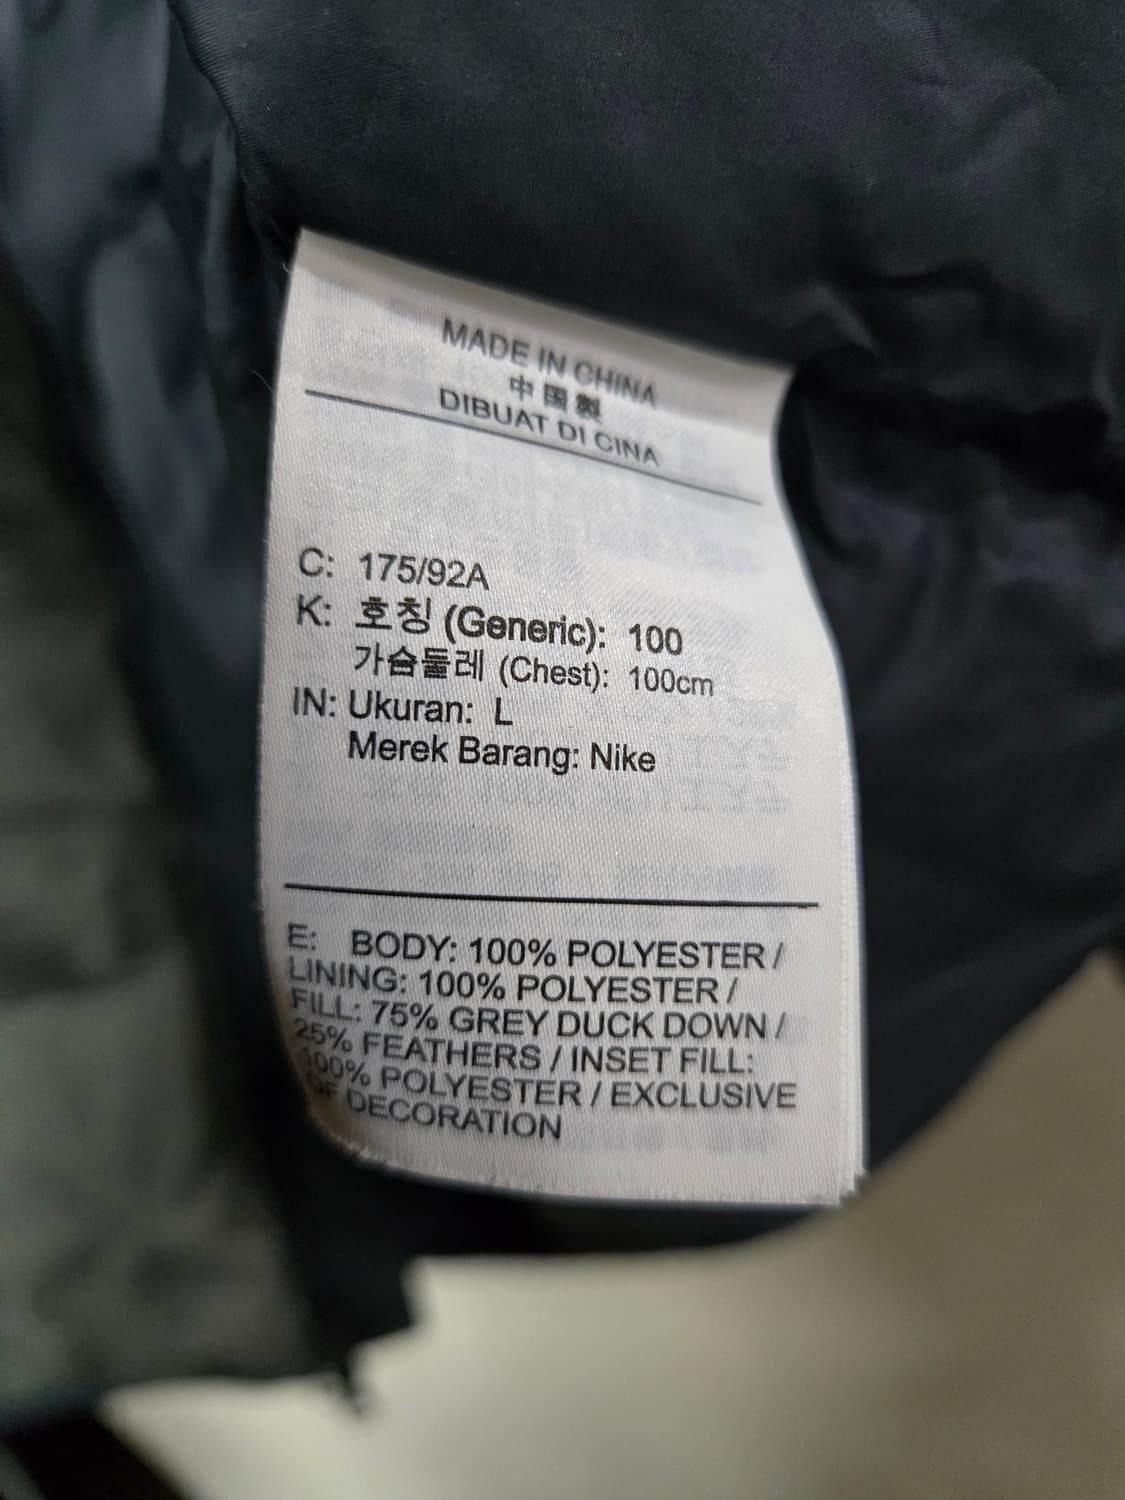 MADE IN CHINA
中国製
DIBUAT DI CINA
C: 175/92A
K: 호칭 (Generic): 100
가슴둘레 (Chest): 100cm
IN: Ukuran: L
Merek Barang: Nike
E: BODY: 100% POLYESTER /
LINING: 100% POLYESTER /
FILL: 75% GREY DUCK DOWN /
25% FEATHERS / INSET FILL:
100% POLYESTER / EXCLUSIVE
OF DECORATION